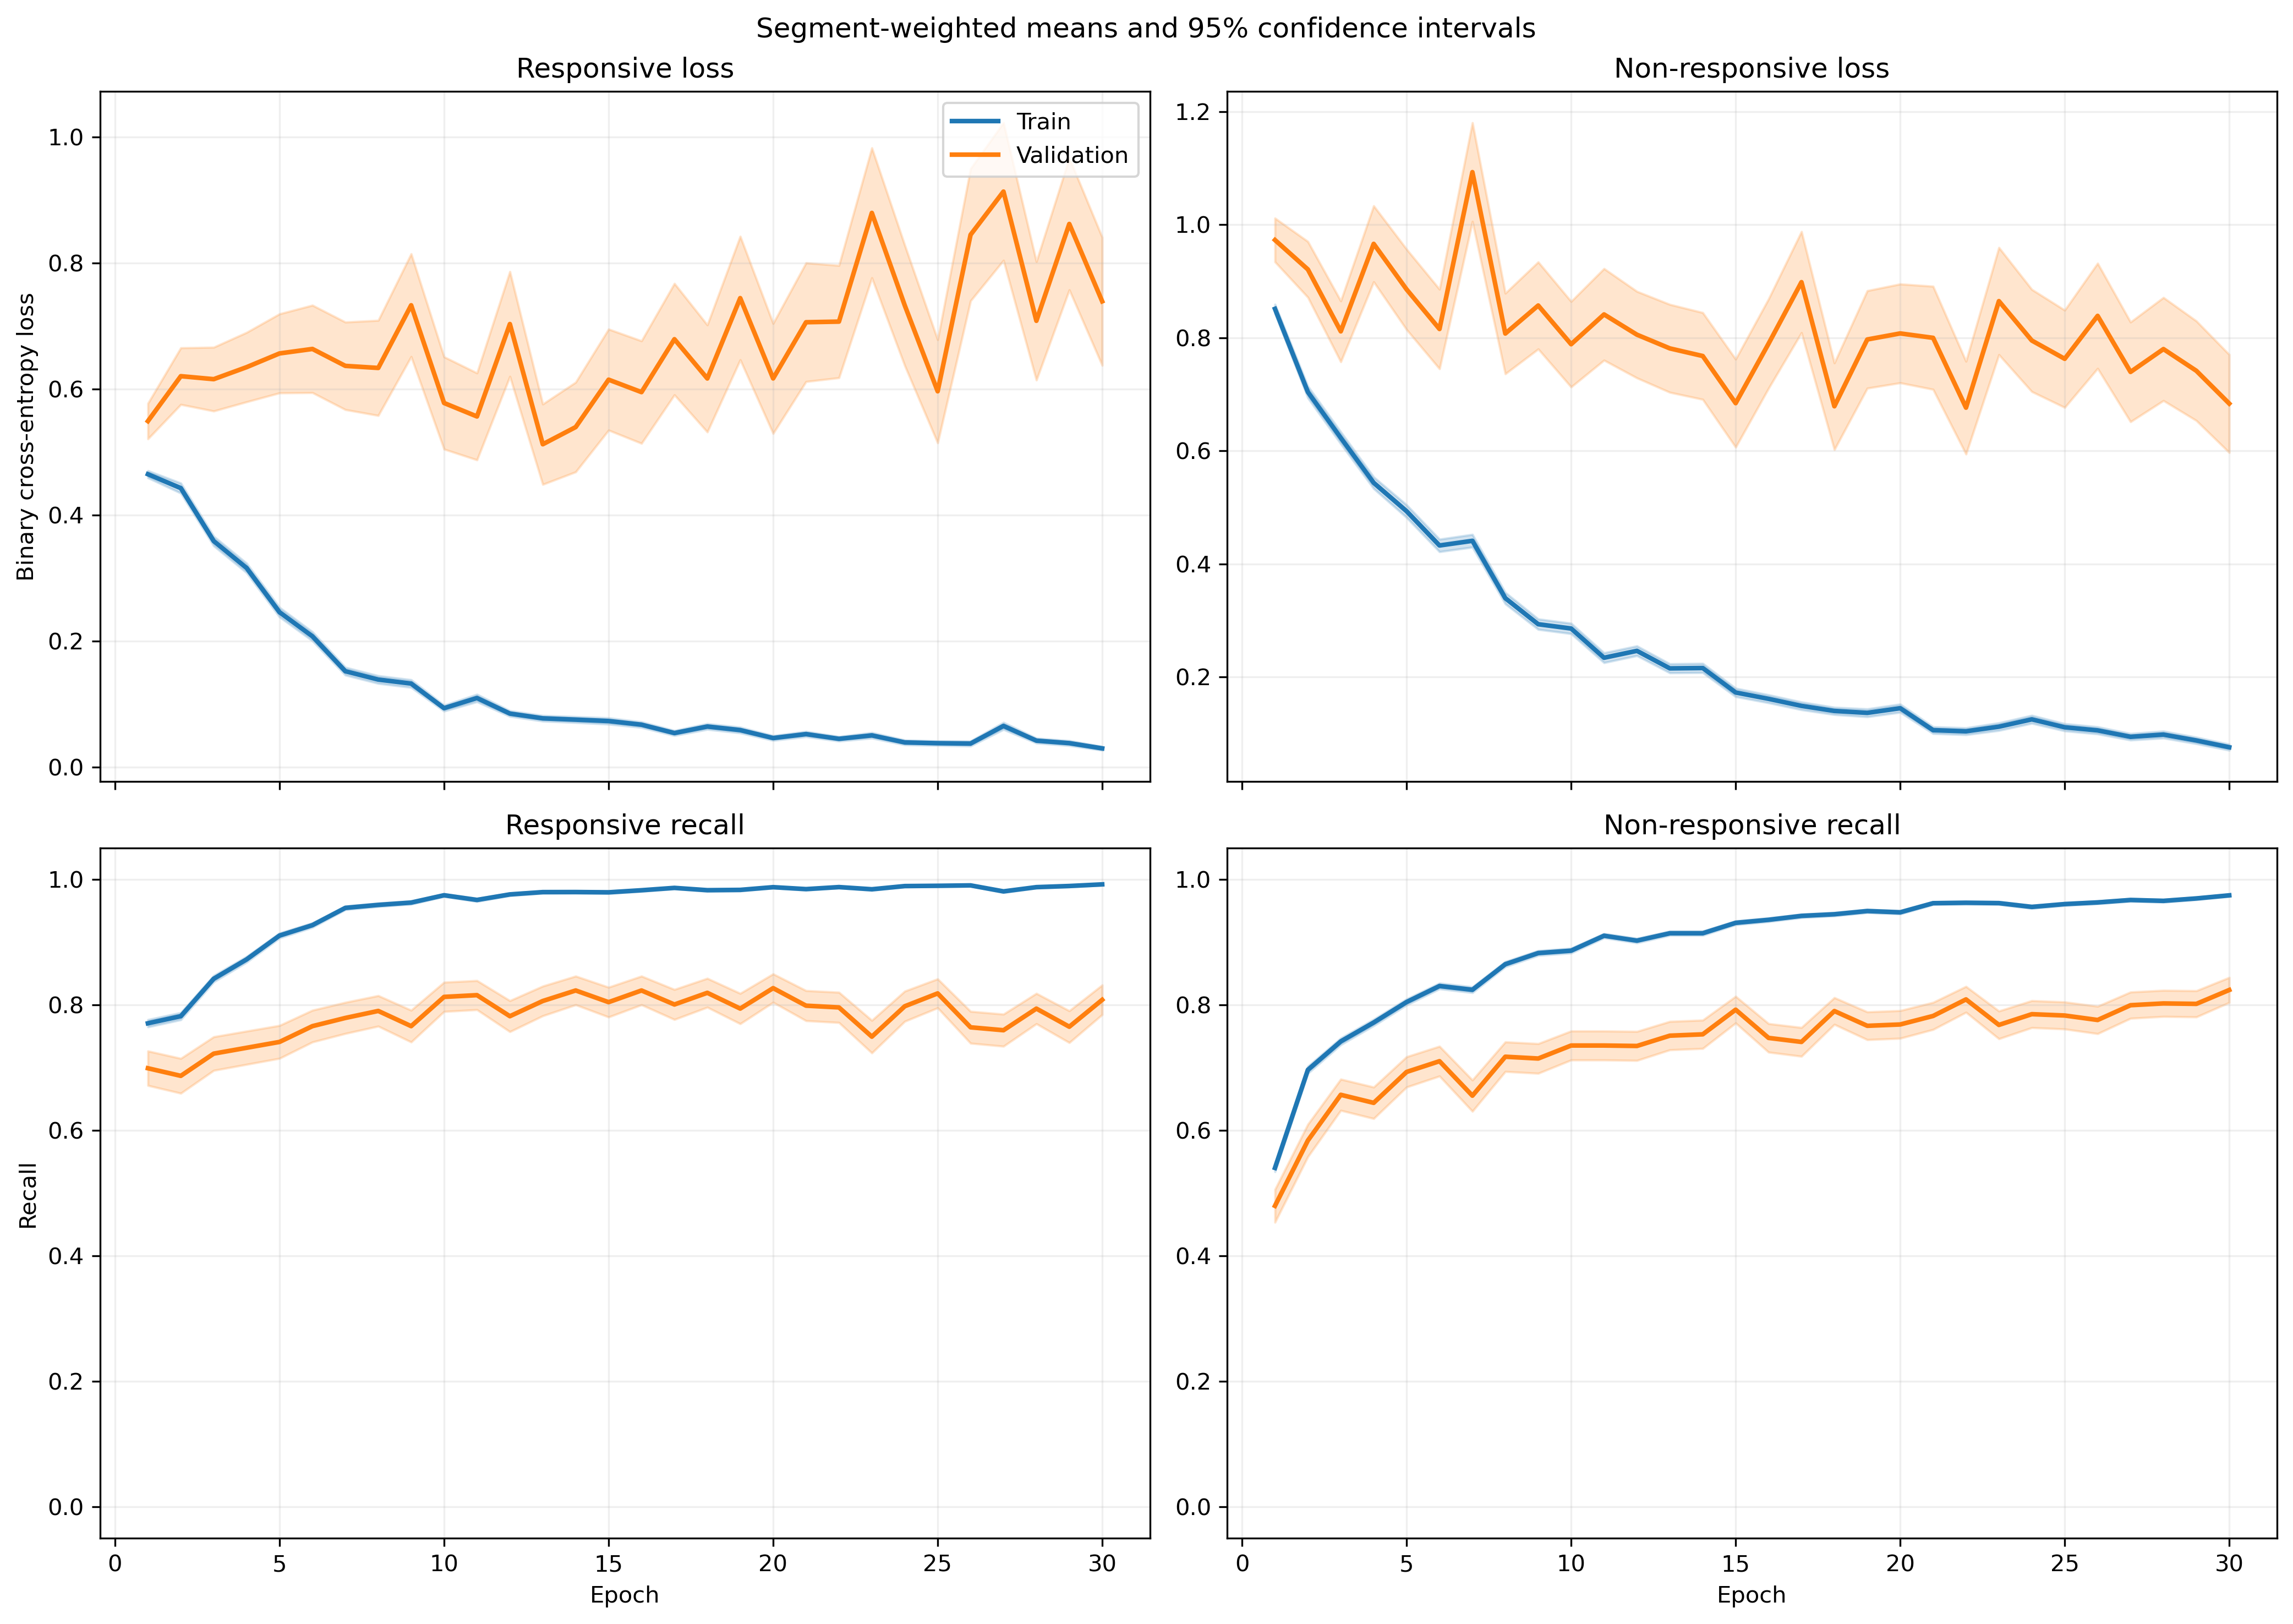 Segment-weighted means and 95% confidence intervals
Responsive loss
Non-responsive loss
Train
Validation
Binary cross-entropy loss
1.0
0.8
0.6
0.4
0.2
0.0
1.2
1.0
0.8
0.6
0.4
0.2
Responsive recall
Non-responsive recall
Recall
1.0
0.8
0.6
0.4
0.2
0.0
1.0
0.8
0.6
0.4
0.2
0.0
0 5 10 15 20 25 30
0 5 10 15 20 25 30
Epoch
Epoch